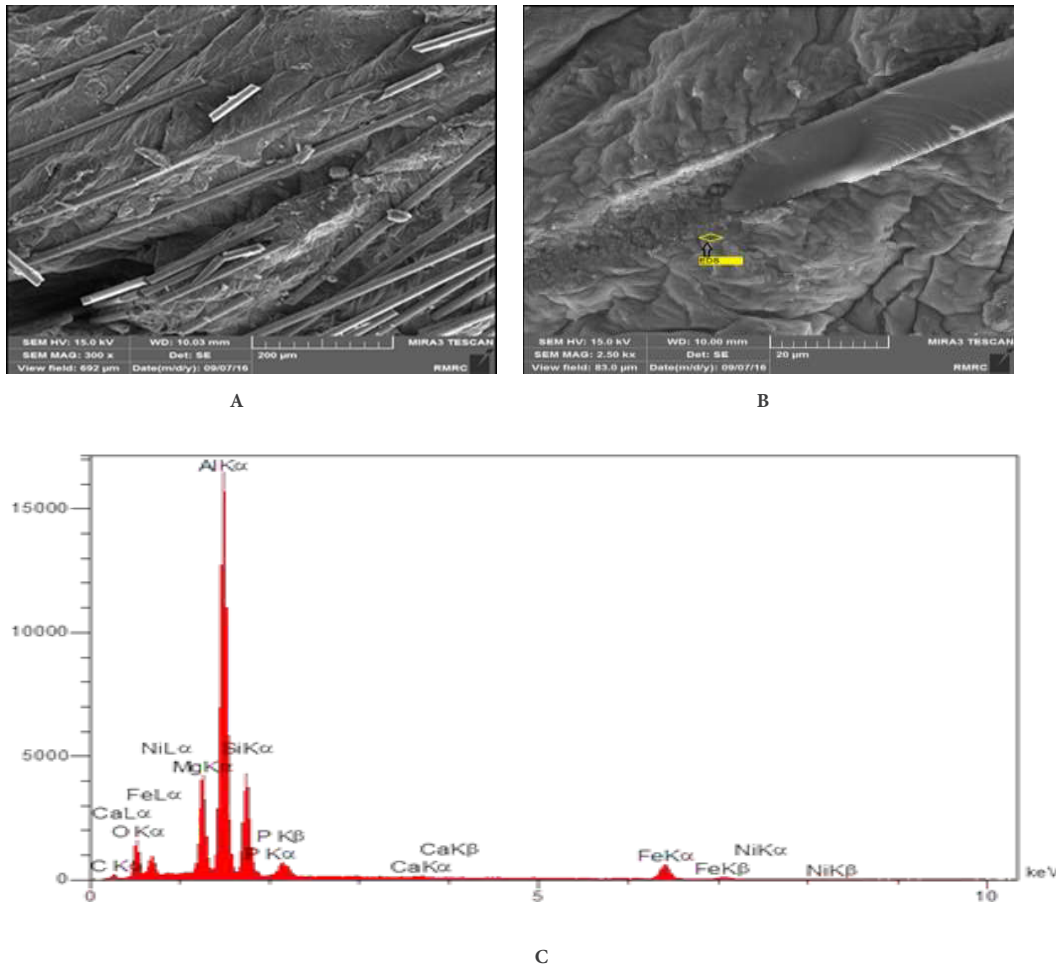 SEM HV: 15.0 kV WD: 10.03 mm MIRA3 TESCAN
SEM MAG: 300 x Det: SE 200 µm
View field: 692 µm Date(m/d/y): 09/07/16 RMRC
A
EDS
SEM HV: 15.0 kV WD: 10.00 mm MIRA3 TESCAN
SEM MAG: 2.50 kx Det: SE 20 µm
View field: 83.0 µm Date(m/d/y): 09/07/16 RMRC
B
AlKα
15000
10000
5000
0
NiLα SiKα
MgKα
FeLα
CaLα
OKα P Kβ
C K P Kα
CaKβ
CaKα
FeKα NiKα
FeKβ NiKβ
0 5 10 keV
C